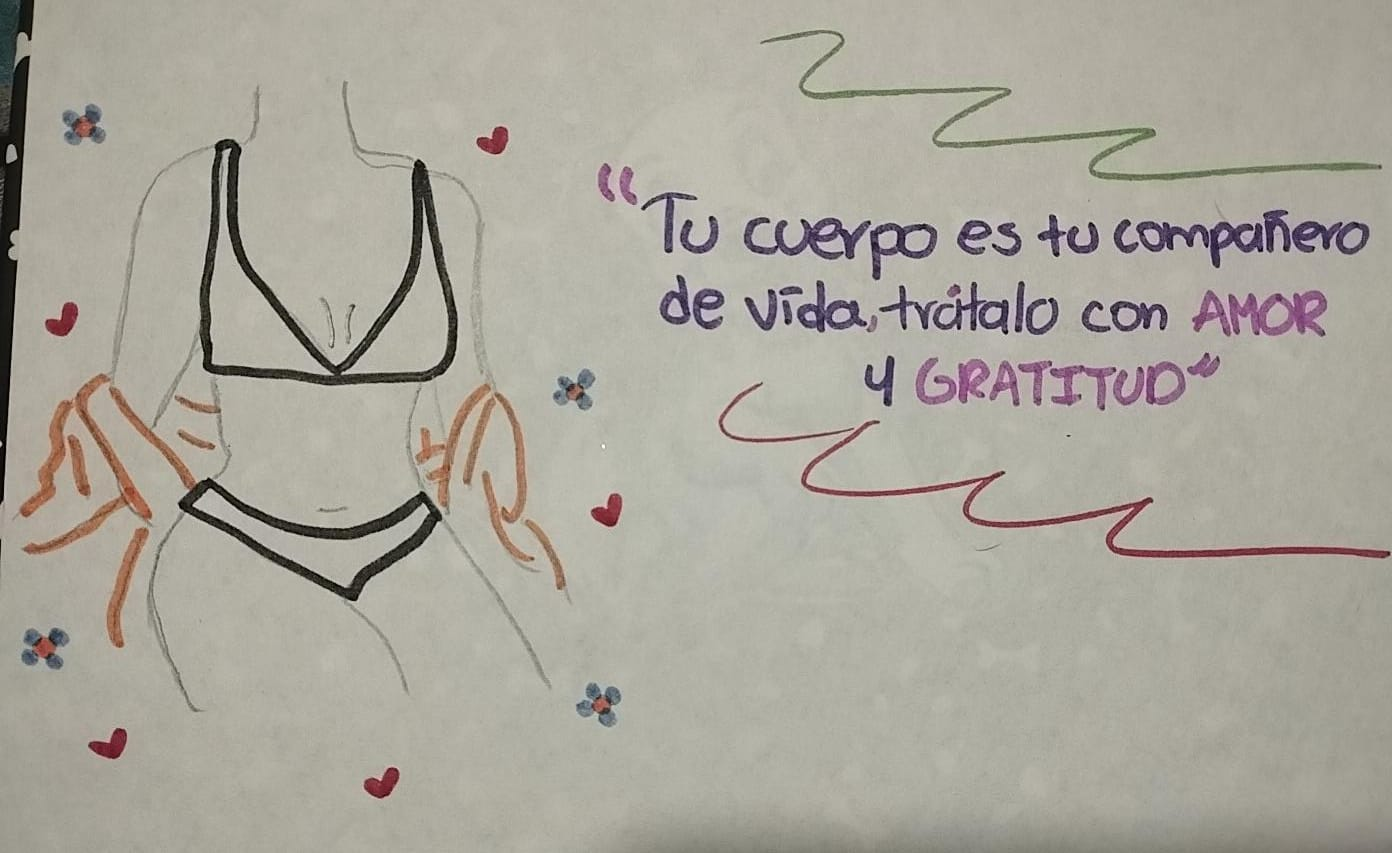 "Tu cuerpo es tu compañero
de vida, trátalo con AMOR
y GRATITUD"